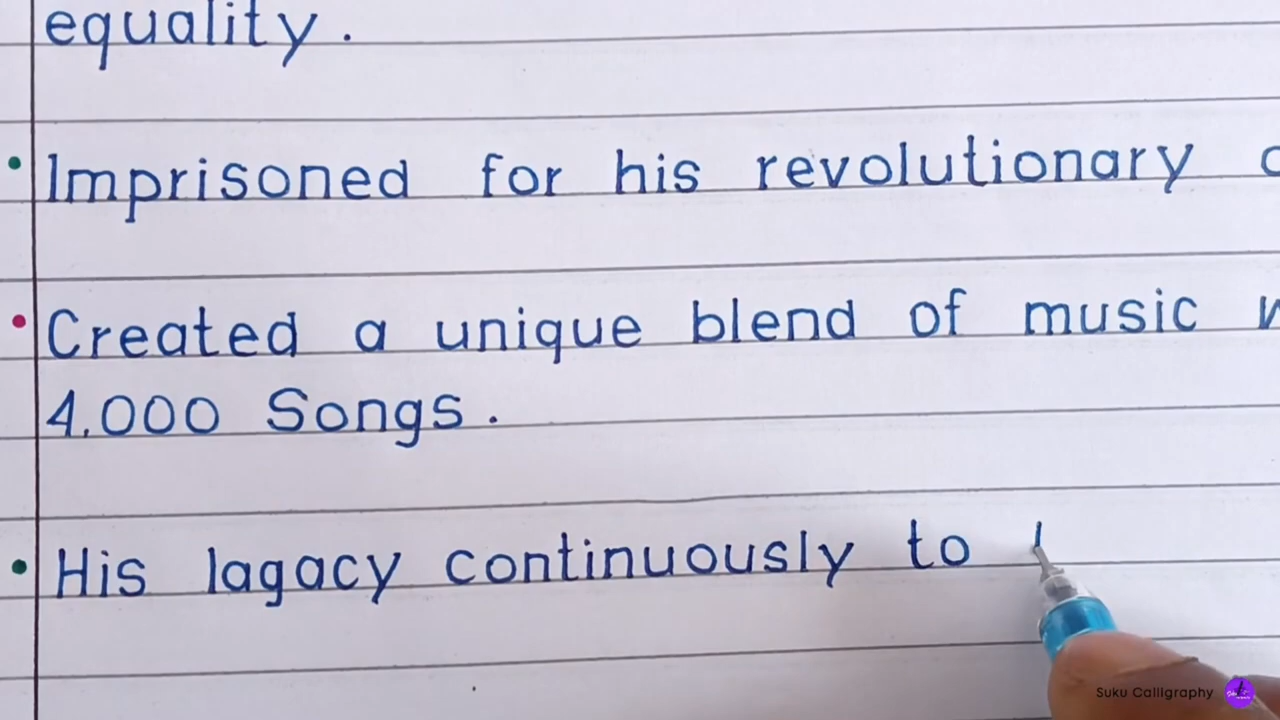 equality.
Imprisoned for his revolutionary
Created a unique blend of music
4,000 Songs.
His lagacy continuously to
Suku Calligraphy